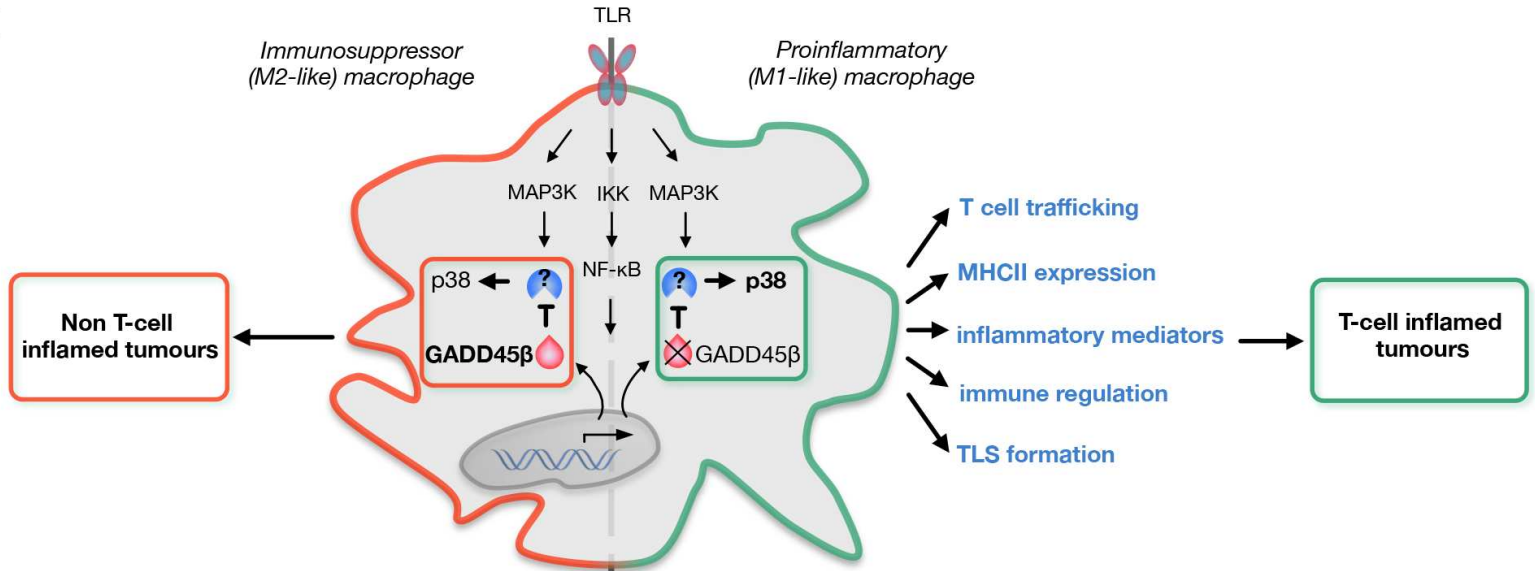 TLR
Immunosuppressor
(M2-like) macrophage
Proinflammatory
(M1-like) macrophage
MAP3K
IKK
MAP3K
p38
?
NF-κB
?
p38
GADD45β
GADD45β
Non T-cell
inflamed tumours
T cell trafficking
MHCII expression
inflammatory mediators
immune regulation
TLS formation
T-cell inflamed
tumours